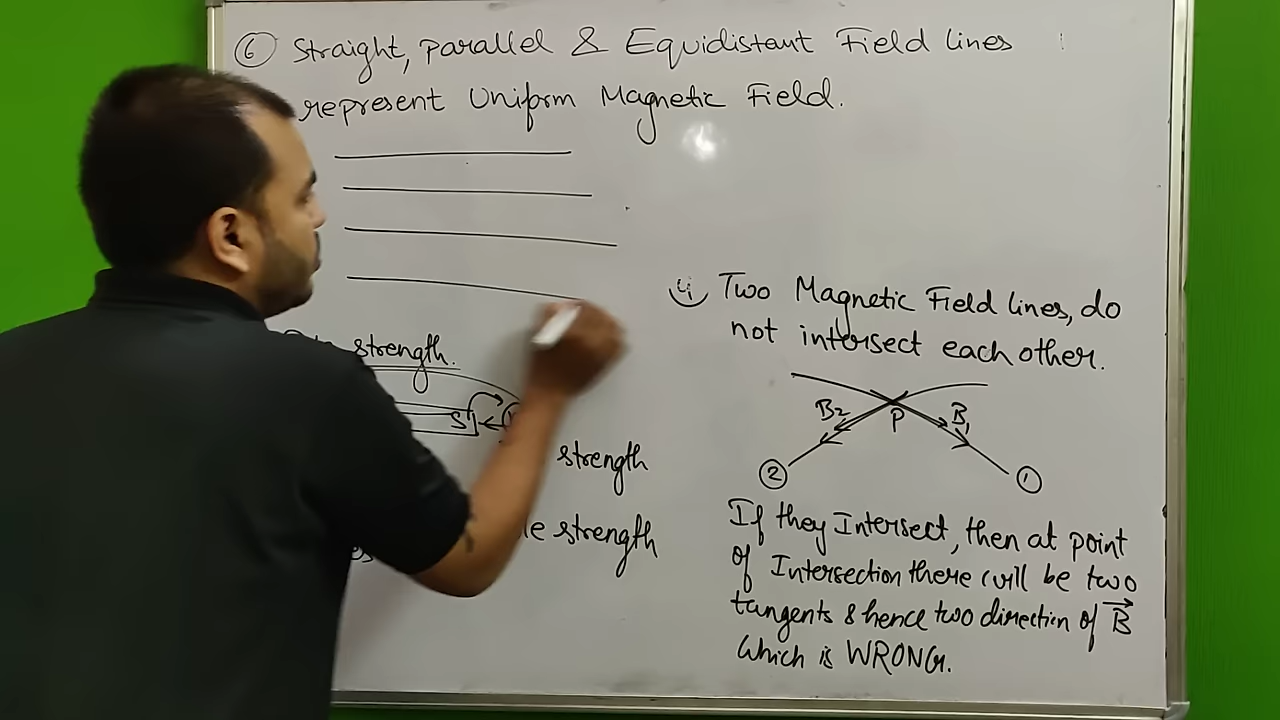 ⑥ Straight, parallel & Equidistant Field lines
represent Uniform Magnetic Field.
strength.
S
strength
strength
Two Magnetic Field lines, do
not intersect each other.
B₂ P B₁
② ①
If they Intersect, then at point
of Intersection there will be two
tangents & hence two direction of B⃗
which is WRONG.